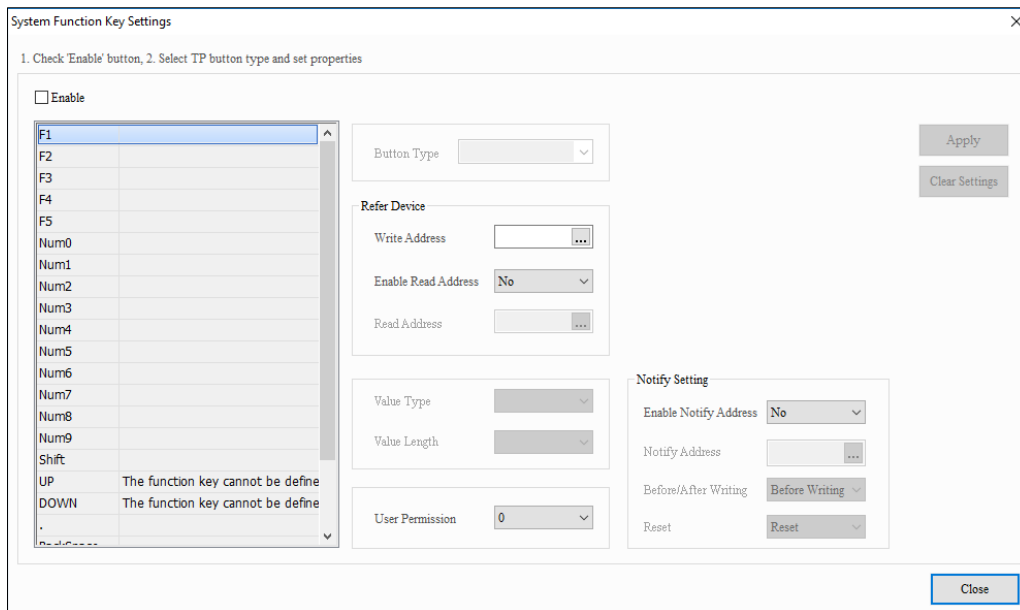 System Function Key Settings
1. Check 'Enable' button, 2. Select TP button type and set properties
Enable
F1
F2
F3
F4
F5
Num0
Num1
Num2
Num3
Num4
Num5
Num6
Num7
Num8
Num9
Shift
UP The function key cannot be define
DOWN The function key cannot be define
.
BackSpace
Button Type
Refer Device
Write Address ...
Enable Read Address No
Read Address ...
Value Type
Value Length
User Permission 0
Apply
Clear Settings
Notify Setting
Enable Notify Address No
Notify Address ...
Before/After Writing Before Writing
Reset Reset
Close